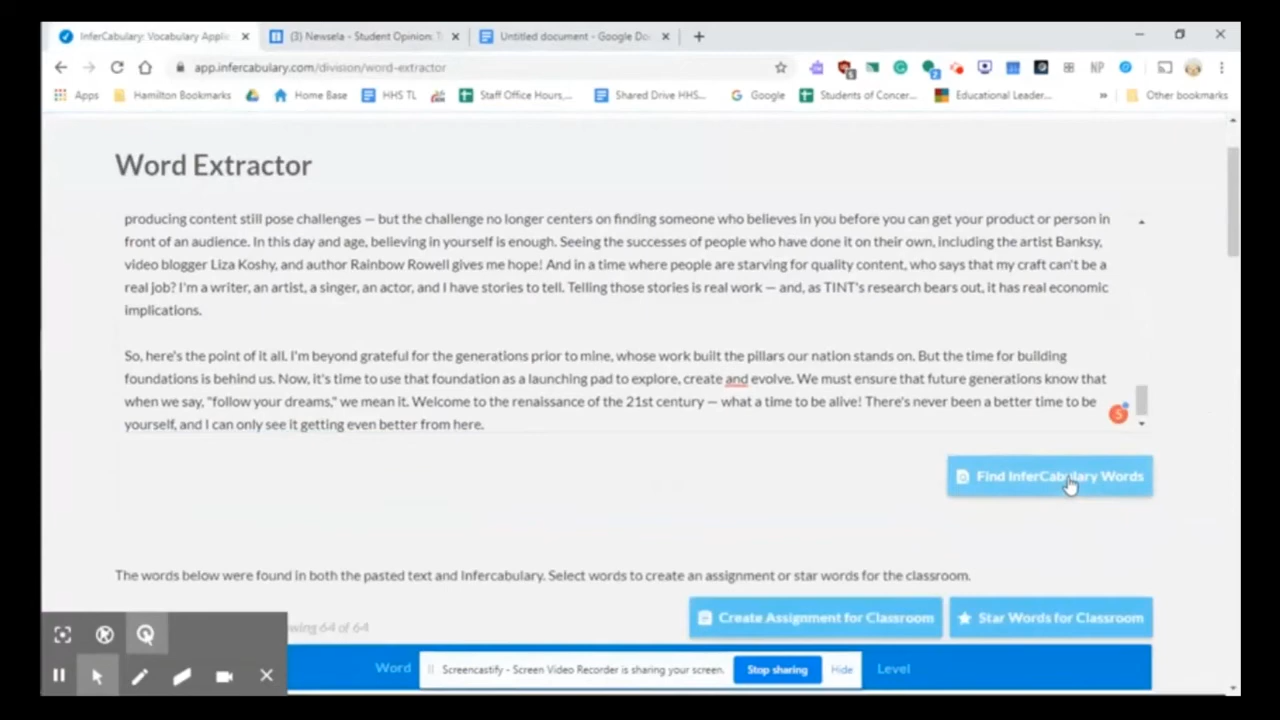 InferCabulary: Vocabulary Applic
(3) Newsela - Student Opinion: T
Untitled document - Google Doc
app.infercabulary.com/division/word-extractor
Apps
Hamilton Bookmarks
Home Base
HHS TL
Staff Office Hours,...
Shared Drive HHS...
Google
Students of Concer...
Educational Leader...
»
Other bookmarks
Word Extractor
producing content still pose challenges — but the challenge no longer centers on finding someone who believes in you before you can get your product or person in
front of an audience. In this day and age, believing in yourself is enough. Seeing the successes of people who have done it on their own, including the artist Banksy,
video blogger Liza Koshy, and author Rainbow Rowell gives me hope! And in a time where people are starving for quality content, who says that my craft can't be a
real job? I'm a writer, an artist, a singer, an actor, and I have stories to tell. Telling those stories is real work — and, as TINT's research bears out, it has real economic
implications.
So, here's the point of it all. I'm beyond grateful for the generations prior to mine, whose work built the pillars our nation stands on. But the time for building
foundations is behind us. Now, it's time to use that foundation as a launching pad to explore, create and evolve. We must ensure that future generations know that
when we say, "follow your dreams," we mean it. Welcome to the renaissance of the 21st century — what a time to be alive! There's never been a better time to be
yourself, and I can only see it getting even better from here.
5
Find InferCabulary Words
The words below were found in both the pasted text and Infercabulary. Select words to create an assignment or star words for the classroom.
Create Assignment for Classroom
Star Words for Classroom
wing 64 of 64
Word
Level
Screencastify - Screen Video Recorder is sharing your screen.
Stop sharing
Hide